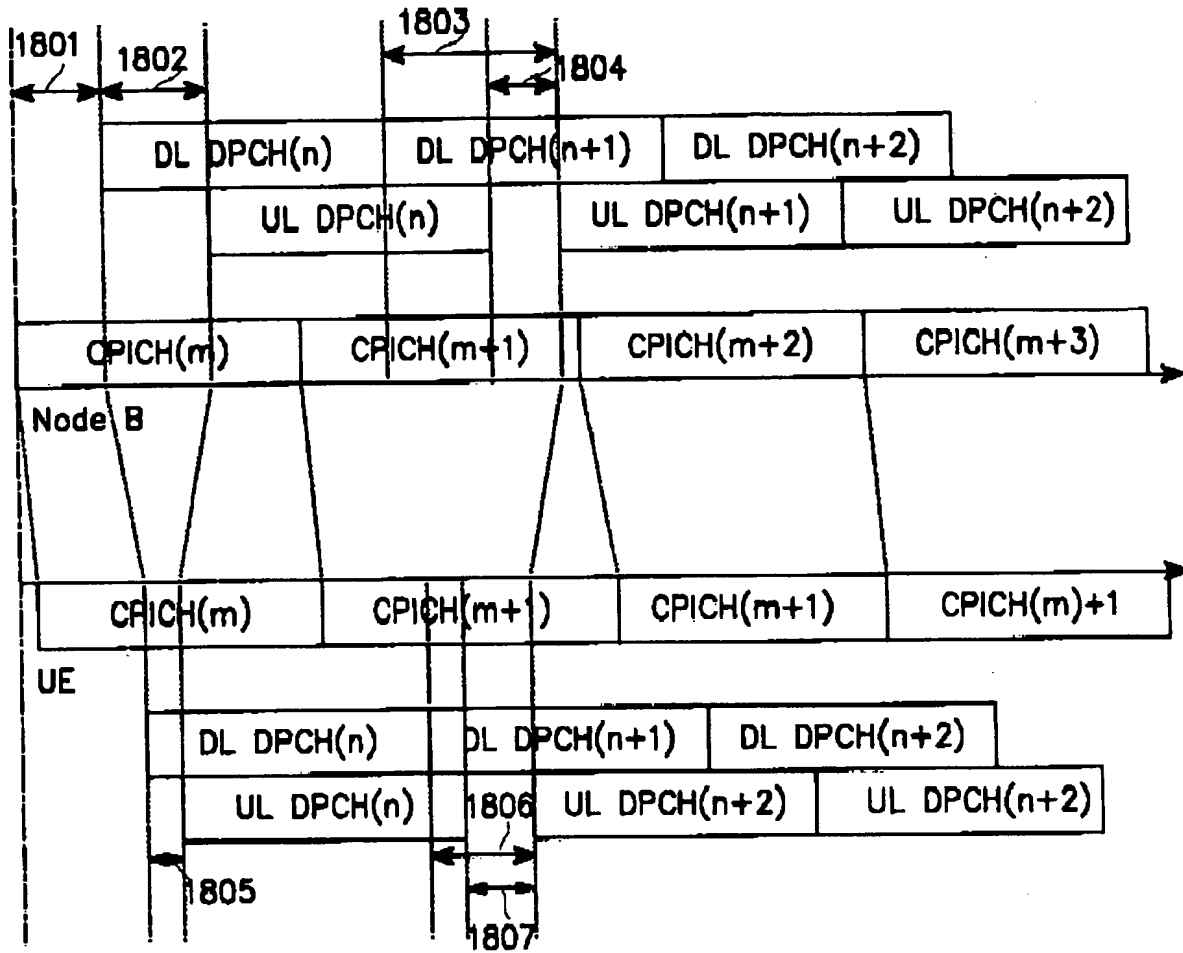 1801
1802
1803
1804
DL DPCH(n) DL DPCH(n+1) DL DPCH(n+2)
UL DPCH(n) UL DPCH(n+1) UL DPCH(n+2)
CPICH(m) CPICH(m+1) CPICH(m+2) CPICH(m+3)
Node B
CPICH(m) CPICH(m+1) CPICH(m+1) CPICH(m)+1
UE
DL DPCH(n) DL DPCH(n+1) DL DPCH(n+2)
UL DPCH(n) UL DPCH(n+2) UL DPCH(n+2)
1806
1805
1807